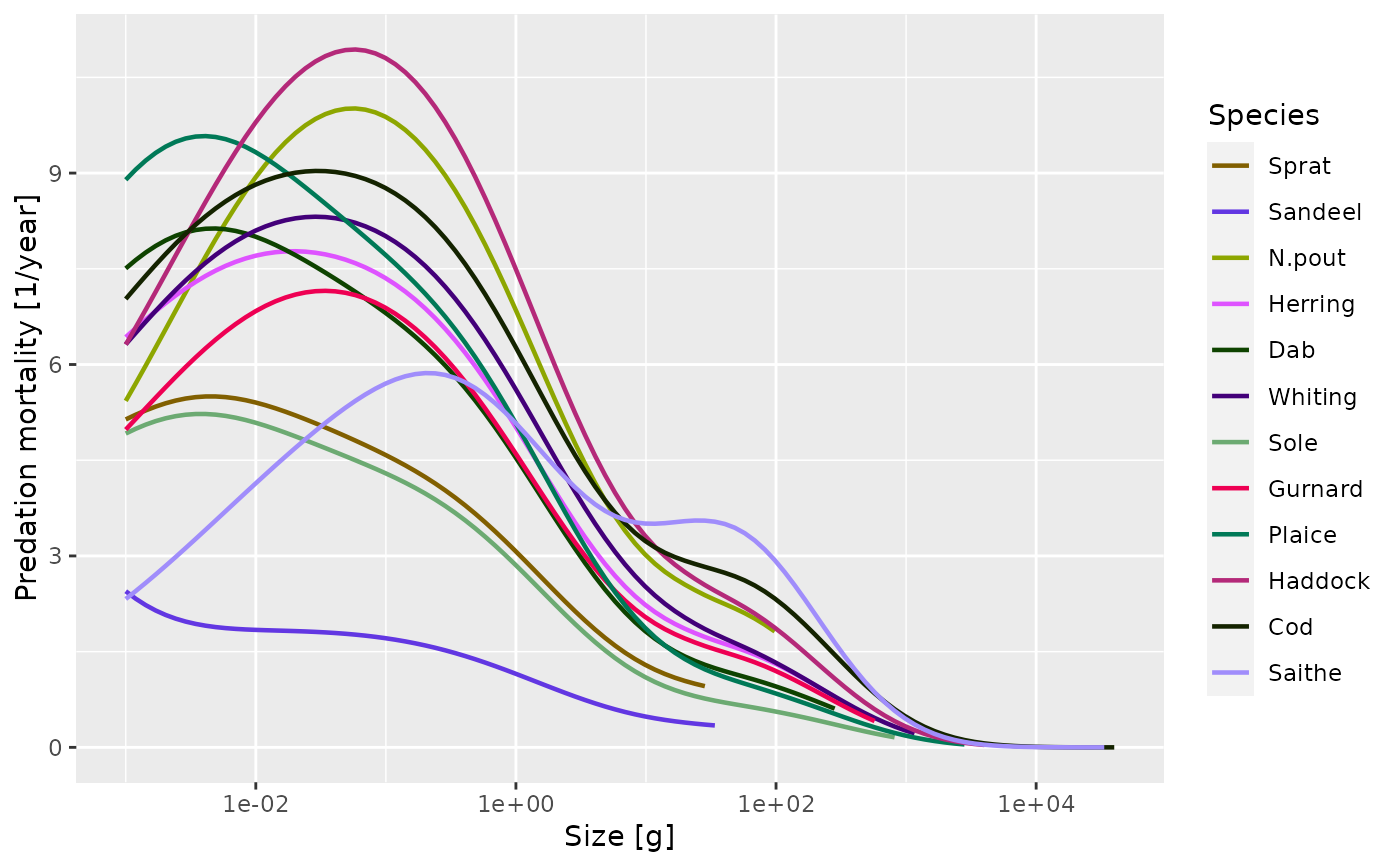 Predation mortality [1/year]
9
6
3
0
1e-02
1e+00
1e+02
1e+04
Size [g]
Species
Sprat
Sandeel
N.pout
Herring
Dab
Whiting
Sole
Gurnard
Plaice
Haddock
Cod
Saithe